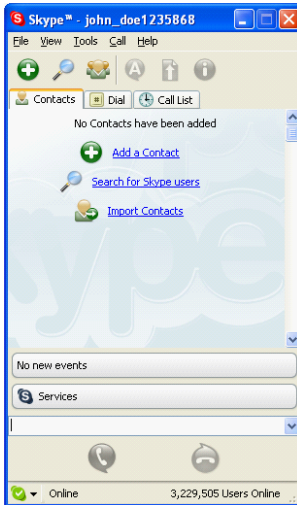 Skype™ - john_doe1235868
File View Tools Call Help
Contacts Dial Call List
No Contacts have been added
Add a Contact
Search for Skype users
Import Contacts
No new events
Services
Online 3,229,505 Users Online